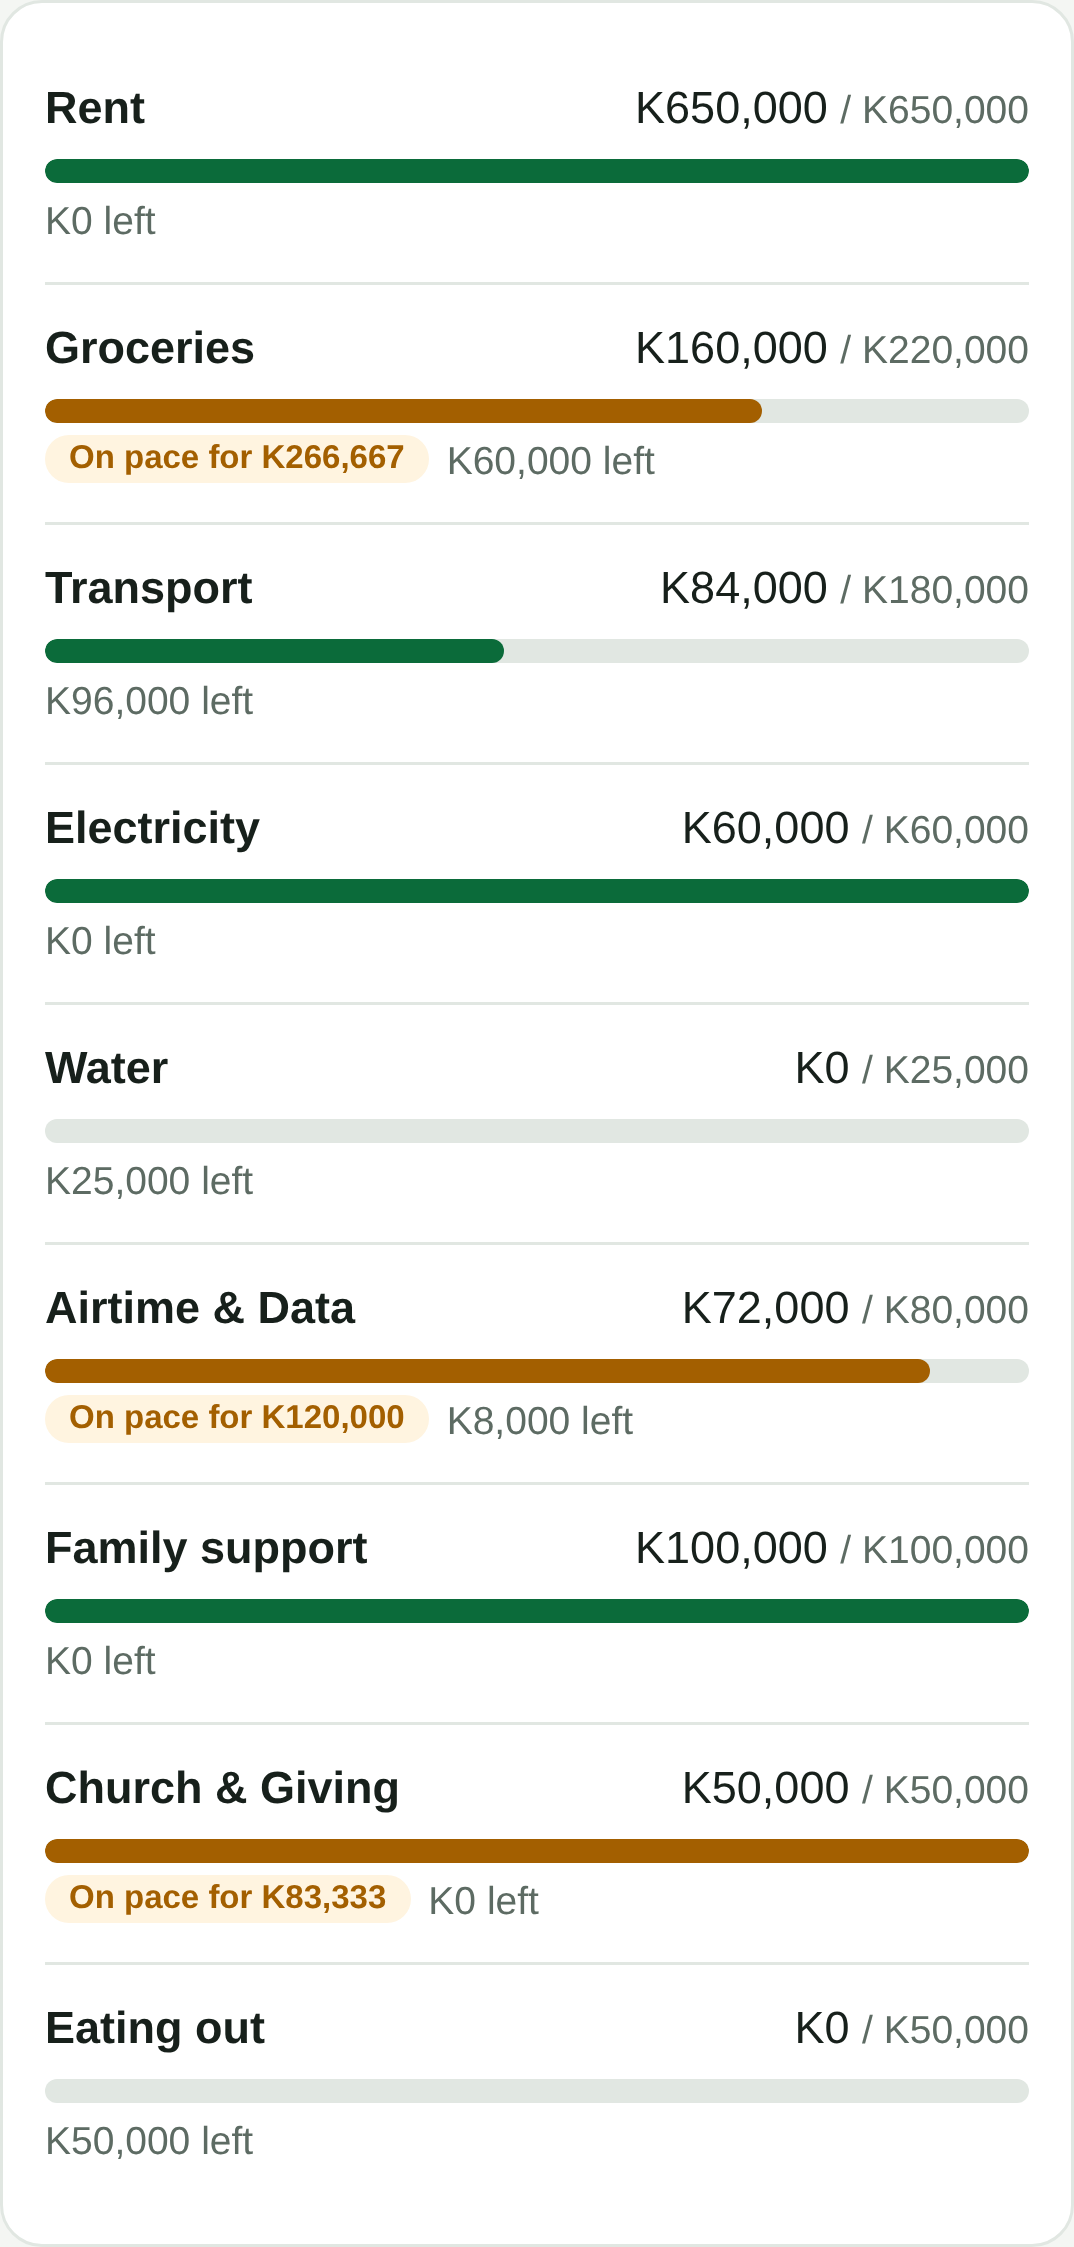 Rent K650,000 / K650,000
K0 left
Groceries K160,000 / K220,000
On pace for K266,667 K60,000 left
Transport K84,000 / K180,000
K96,000 left
Electricity K60,000 / K60,000
K0 left
Water K0 / K25,000
K25,000 left
Airtime & Data K72,000 / K80,000
On pace for K120,000 K8,000 left
Family support K100,000 / K100,000
K0 left
Church & Giving K50,000 / K50,000
On pace for K83,333 K0 left
Eating out K0 / K50,000
K50,000 left